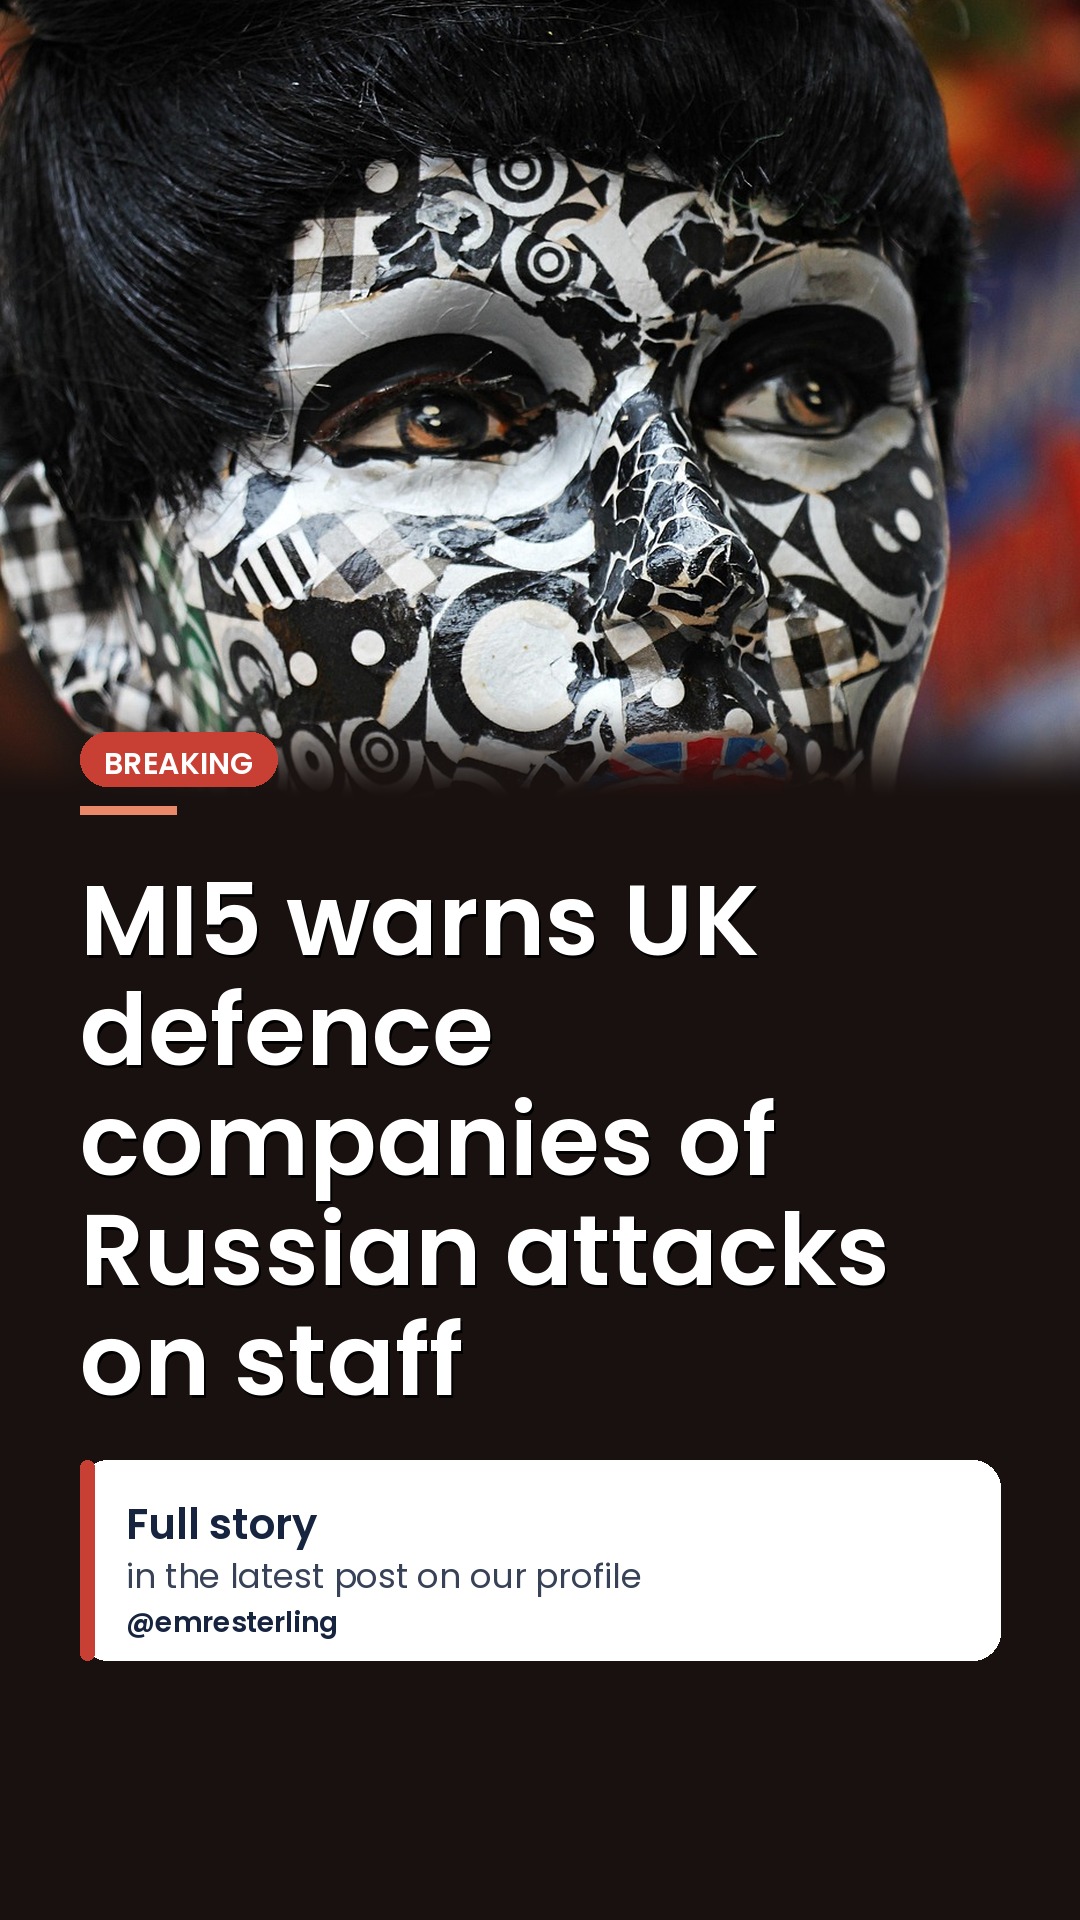 BREAKING
MI5 warns UK
defence
companies of
Russian attacks
on staff
Full story
in the latest post on our profile
@emresterling